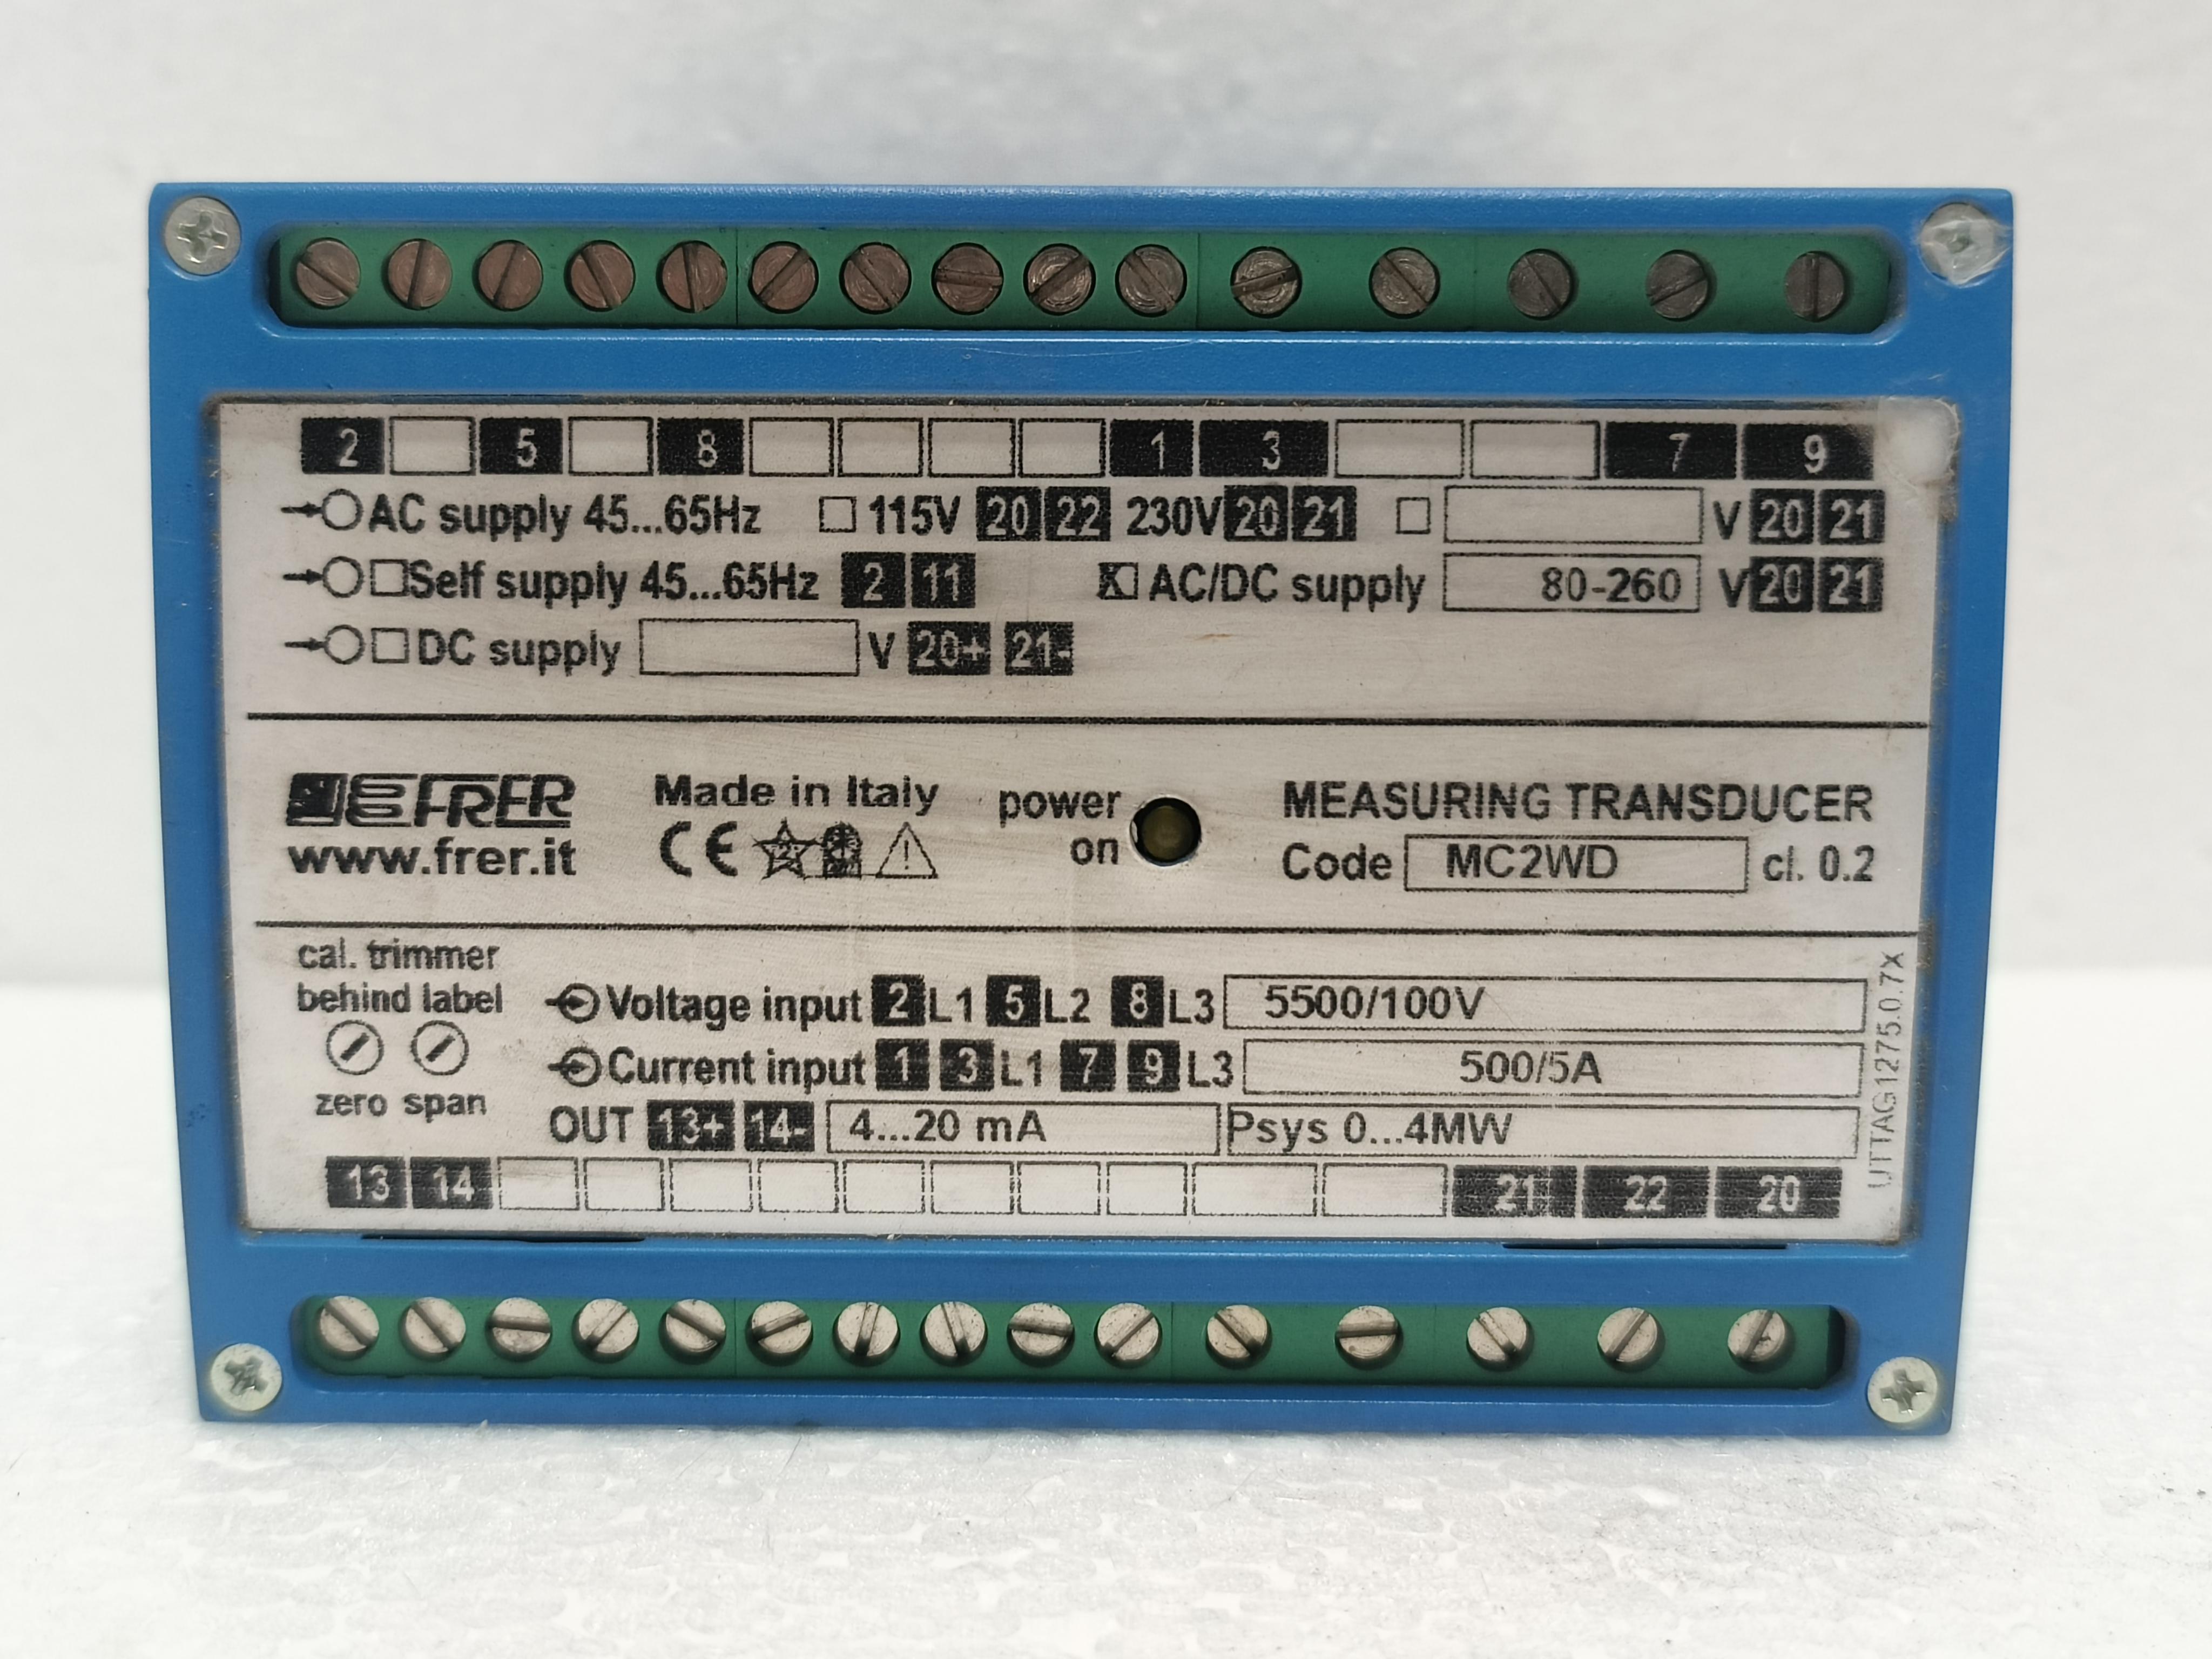 2 5 8 1 3 7 9
AC supply 45...65Hz 115V 20 22 230V 20 21 V 20 21
Self supply 45...65Hz 2 11 AC/DC supply 80-260 V 20 21
DC supply V 20+ 21-
FRER Made in Italy power on MEASURING TRANSDUCER
www.frer.it CE 2 Code MC2WD cl. 0.2
cal. trimmer
behind label
zero span
Voltage input 2 L1 5 L2 8 L3 5500/100V
Current input 1 3 L1 7 9 L3 500/5A
OUT 13+ 14- 4...20 mA Psys 0...4MW
13 14 21 22 20
UTTAG1275.0.7X